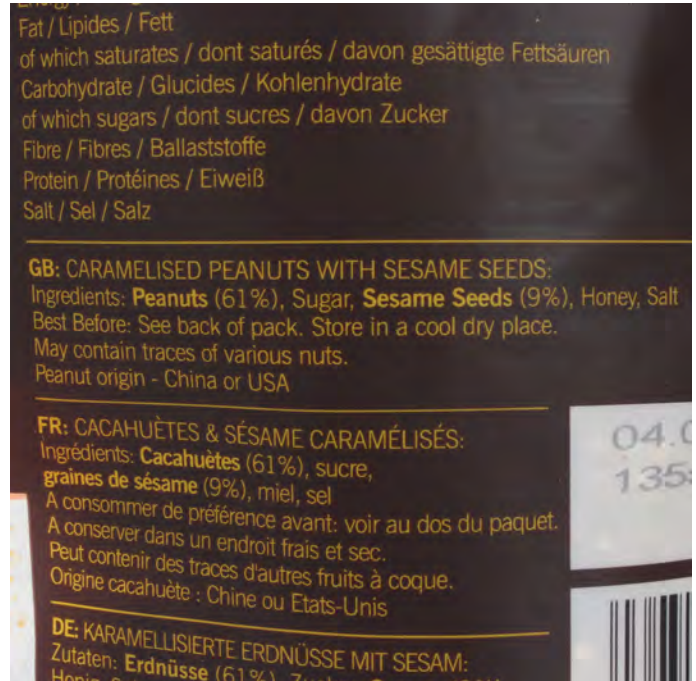 Fat / Lipides / Fett
of which saturates / dont saturés / davon gesättigte Fettsäuren
Carbohydrate / Glucides / Kohlenhydrate
of which sugars / dont sucres / davon Zucker
Fibre / Fibres / Ballaststoffe
Protein / Protéines / Eiweiß
Salt / Sel / Salz
GB: CARAMELISED PEANUTS WITH SESAME SEEDS:
Ingredients: Peanuts (61%), Sugar, Sesame Seeds (9%), Honey, Salt
Best Before: See back of pack. Store in a cool dry place.
May contain traces of various nuts.
Peanut origin - China or USA
FR: CACAHUÈTES & SÉSAME CARAMÉLISÉS:
Ingrédients: Cacahuètes (61%), sucre,
graines de sésame (9%), miel, sel
A consommer de préférence avant: voir au dos du paquet.
A conserver dans un endroit frais et sec.
Peut contenir des traces d'autres fruits à coque.
Origine cacahuète : Chine ou Etats-Unis
04.
135
DE: KARAMELLISIERTE ERDNÜSSE MIT SESAM:
Zutaten: Erdnüsse (61%),